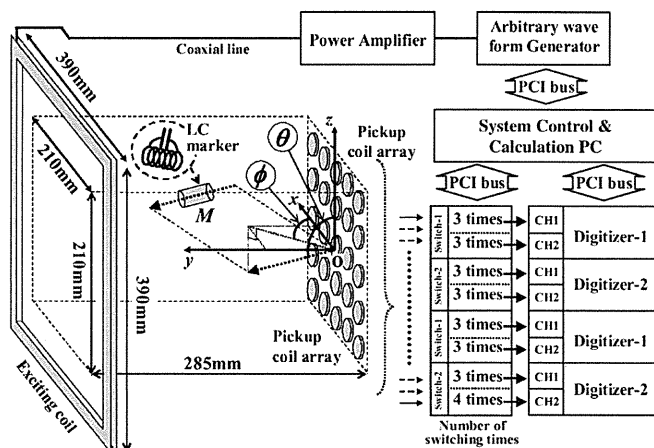 Power Amplifier
Arbitrary wave
form Generator
Coaxial line
PCI bus
System Control &
Calculation PC
PCI bus
PCI bus
390mm
210mm
210mm
390mm
285mm
Exciting coil
LC
marker
M
ϕ
θ
x
y
z
o
Pickup
coil array
Pickup
coil array
Switch-1
3 times
3 times
CH1
CH2
Digitizer-1
Switch-2
3 times
3 times
CH1
CH2
Digitizer-2
Switch-1
3 times
3 times
CH1
CH2
Digitizer-1
Switch-2
3 times
4 times
CH1
CH2
Digitizer-2
Number of
switching times